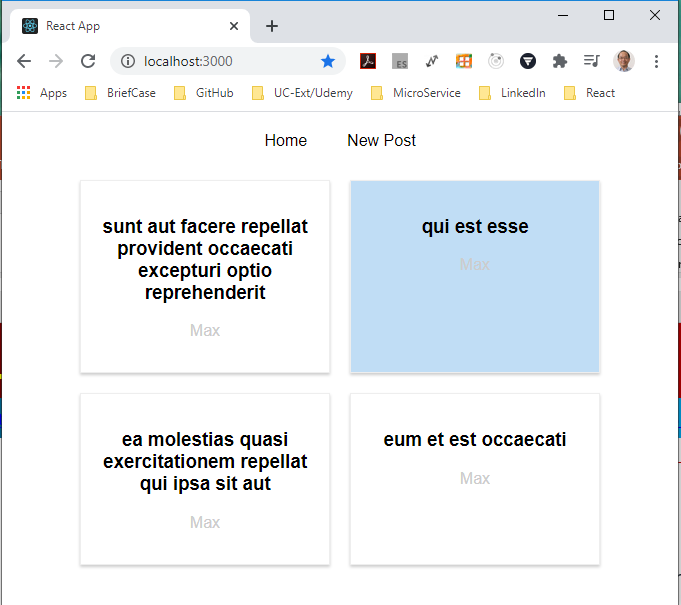 React App
localhost:3000
ES
Apps BriefCase GitHub UC-Ext/Udemy MicroService LinkedIn React
Home New Post
sunt aut facere repellat
provident occaecati
excepturi optio
reprehenderit
Max
qui est esse
Max
ea molestias quasi
exercitationem repellat
qui ipsa sit aut
Max
eum et est occaecati
Max